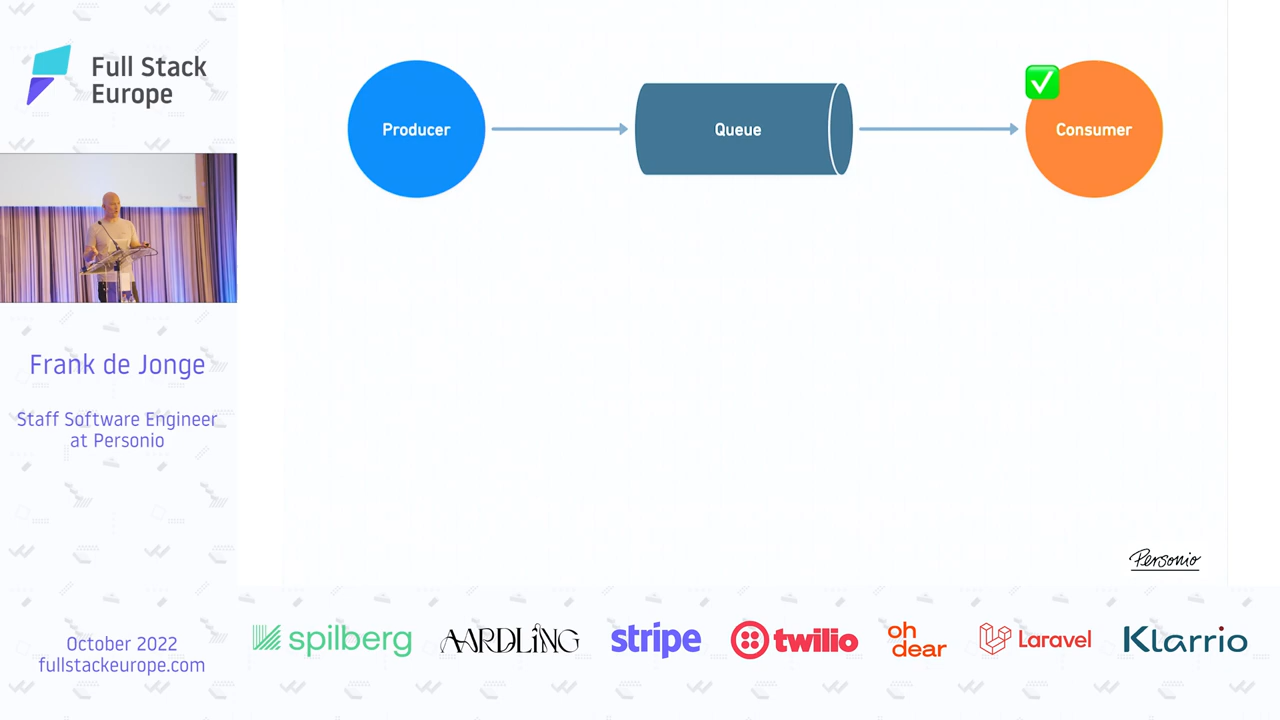 Full Stack
Europe
Producer
Queue
Consumer
Frank de Jonge
Staff Software Engineer
at Personio
Personio
October 2022
fullstackeurope.com
spilberg
AARDLING
stripe
twilio
oh
dear
Laravel
Klarrio